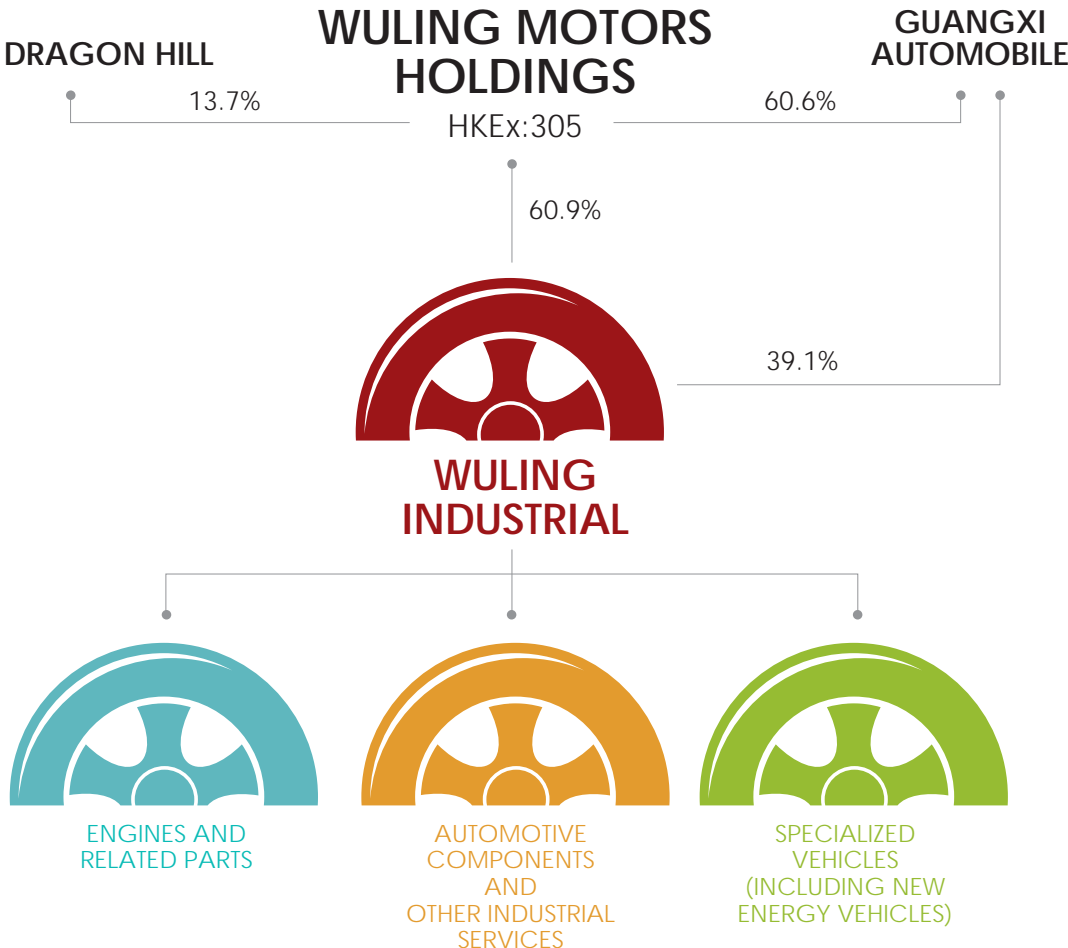 DRAGON HILL
WULING MOTORS
HOLDINGS
HKEx:305
GUANGXI
AUTOMOBILE
13.7%
60.6%
60.9%
39.1%
WULING
INDUSTRIAL
ENGINES AND
RELATED PARTS
AUTOMOTIVE
COMPONENTS
AND
OTHER INDUSTRIAL
SERVICES
SPECIALIZED
VEHICLES
(INCLUDING NEW
ENERGY VEHICLES)